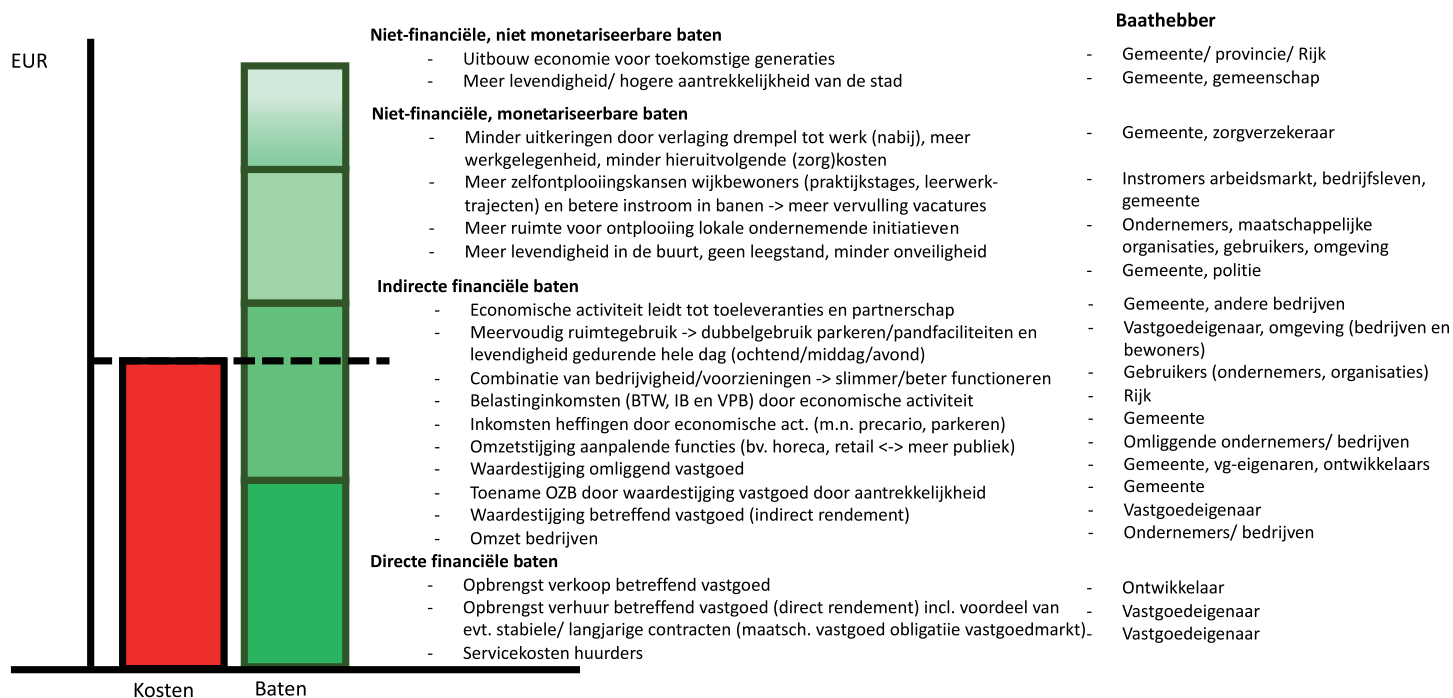 EUR
Niet-financiële, niet monetariseerbare baten
- Uitbouw economie voor toekomstige generaties
- Meer levendigheid/ hogere aantrekkelijkheid van de stad
Niet-financiële, monetariseerbare baten
- Minder uitkeringen door verlaging drempel tot werk (nabij), meer
werkgelegenheid, minder hieruitvolgende (zorg)kosten
- Meer zelfontplooiingskansen wijkbewoners (praktijkstages, leerwerk-
trajecten) en betere instroom in banen -> meer vervulling vacatures
- Meer ruimte voor ontplooiing lokale ondernemende initiatieven
- Meer levendigheid in de buurt, geen leegstand, minder onveiligheid
Indirecte financiële baten
- Economische activiteit leidt tot toeleveranties en partnerschap
- Meervoudig ruimtegebruik -> dubbelgebruik parkeren/pandfaciliteiten en
levendigheid gedurende hele dag (ochtend/middag/avond)
- Combinatie van bedrijvigheid/voorzieningen -> slimmer/beter functioneren
- Belastinginkomsten (BTW, IB en VPB) door economische activiteit
- Inkomsten heffingen door economische act. (m.n. precario, parkeren)
- Omzetstijging aanpalende functies (bv. horeca, retail <-> meer publiek)
- Waardestijging omliggend vastgoed
- Toename OZB door waardestijging vastgoed door aantrekkelijkheid
- Waardestijging betreffend vastgoed (indirect rendement)
- Omzet bedrijven
Directe financiële baten
- Opbrengst verkoop betreffend vastgoed
- Opbrengst verhuur betreffend vastgoed (direct rendement) incl. voordeel van
evt. stabiele/ langjarige contracten (maatsch. vastgoed obligatiie vastgoedmarkt)
- Servicekosten huurders
Baathebber
- Gemeente/ provincie/ Rijk
- Gemeente, gemeenschap
- Gemeente, zorgverzekeraar
- Instromers arbeidsmarkt, bedrijfsleven,
gemeente
- Ondernemers, maatschappelijke
organisaties, gebruikers, omgeving
- Gemeente, politie
- Gemeente, andere bedrijven
- Vastgoedeigenaar, omgeving (bedrijven en
bewoners)
- Gebruikers (ondernemers, organisaties)
- Rijk
- Gemeente
- Omliggende ondernemers/ bedrijven
- Gemeente, vg-eigenaren, ontwikkelaars
- Gemeente
- Vastgoedeigenaar
- Ondernemers/ bedrijven
- Ontwikkelaar
- Vastgoedeigenaar
- Vastgoedeigenaar
Kosten
Baten